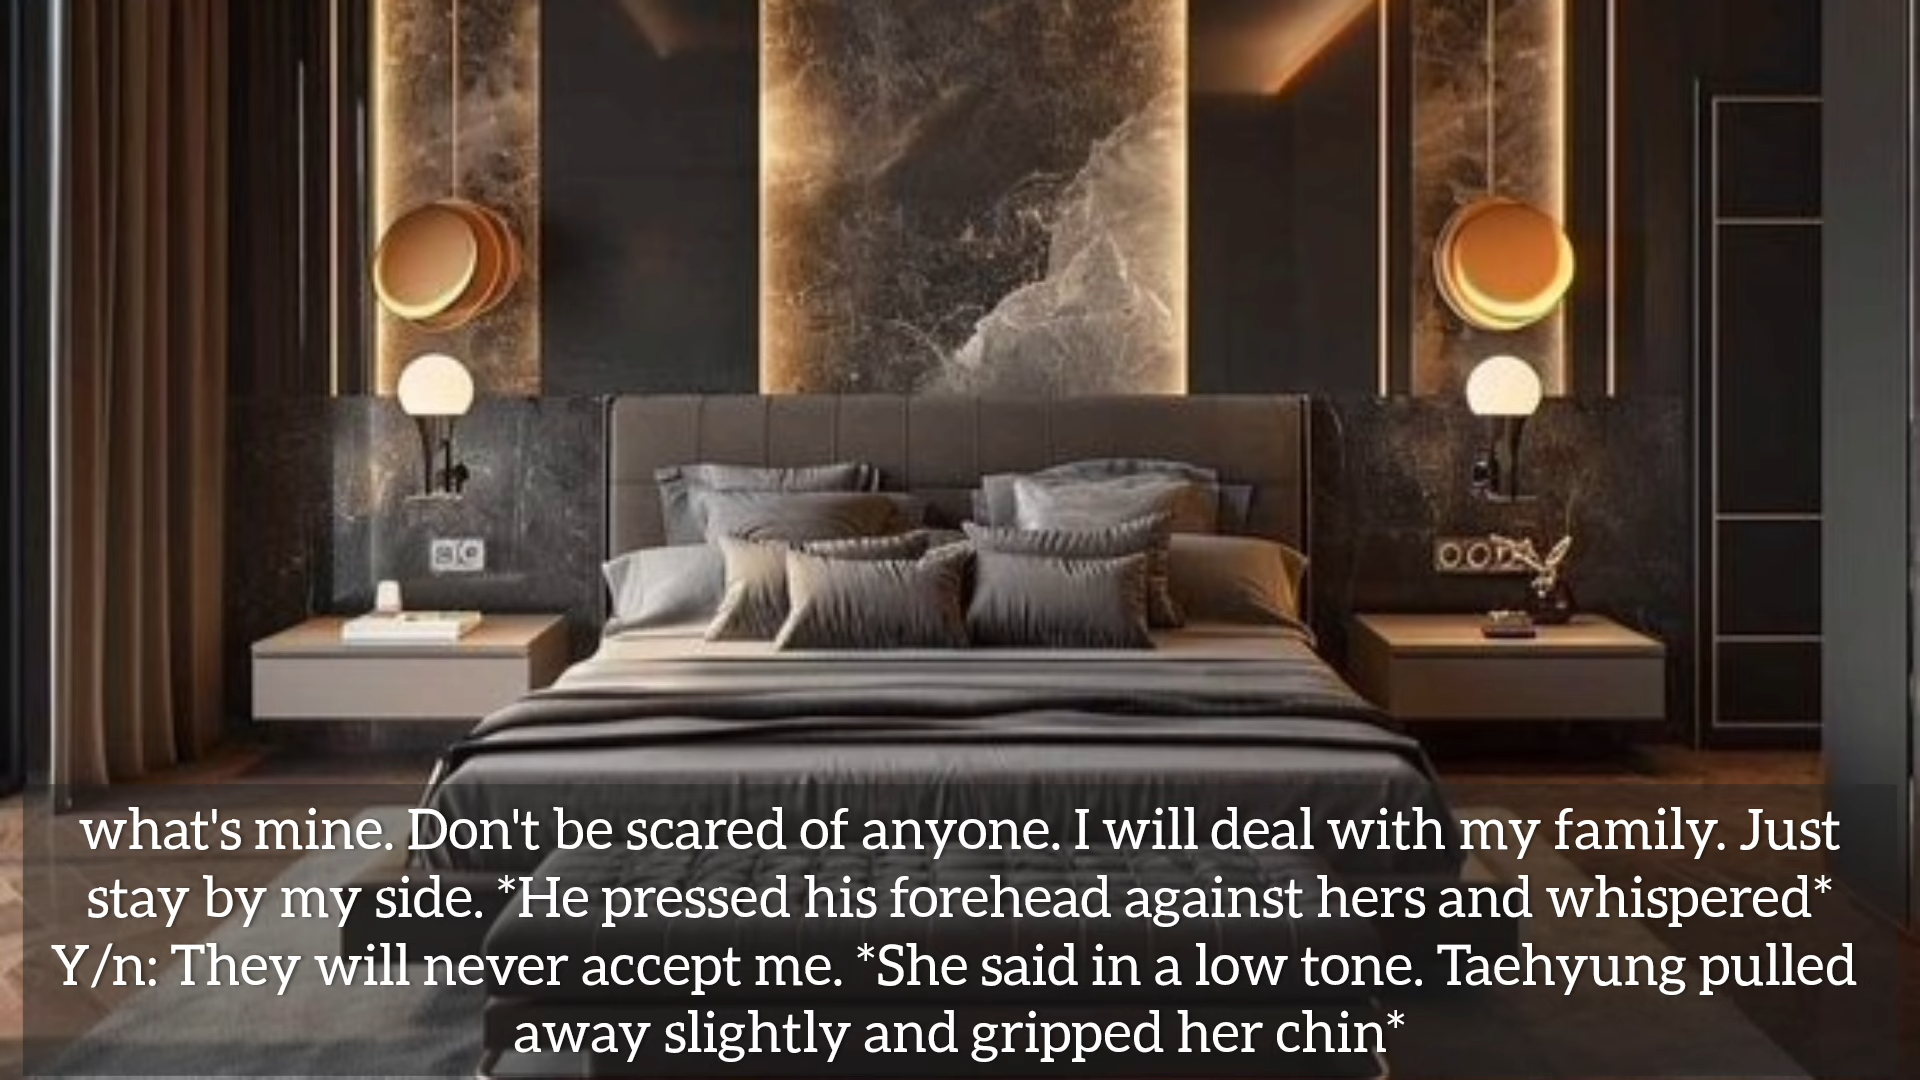 what's mine. Don't be scared of anyone. I will deal with my family. Just
stay by my side. *He pressed his forehead against hers and whispered*
Y/n: They will never accept me. *She said in a low tone. Taehyung pulled
away slightly and gripped her chin*